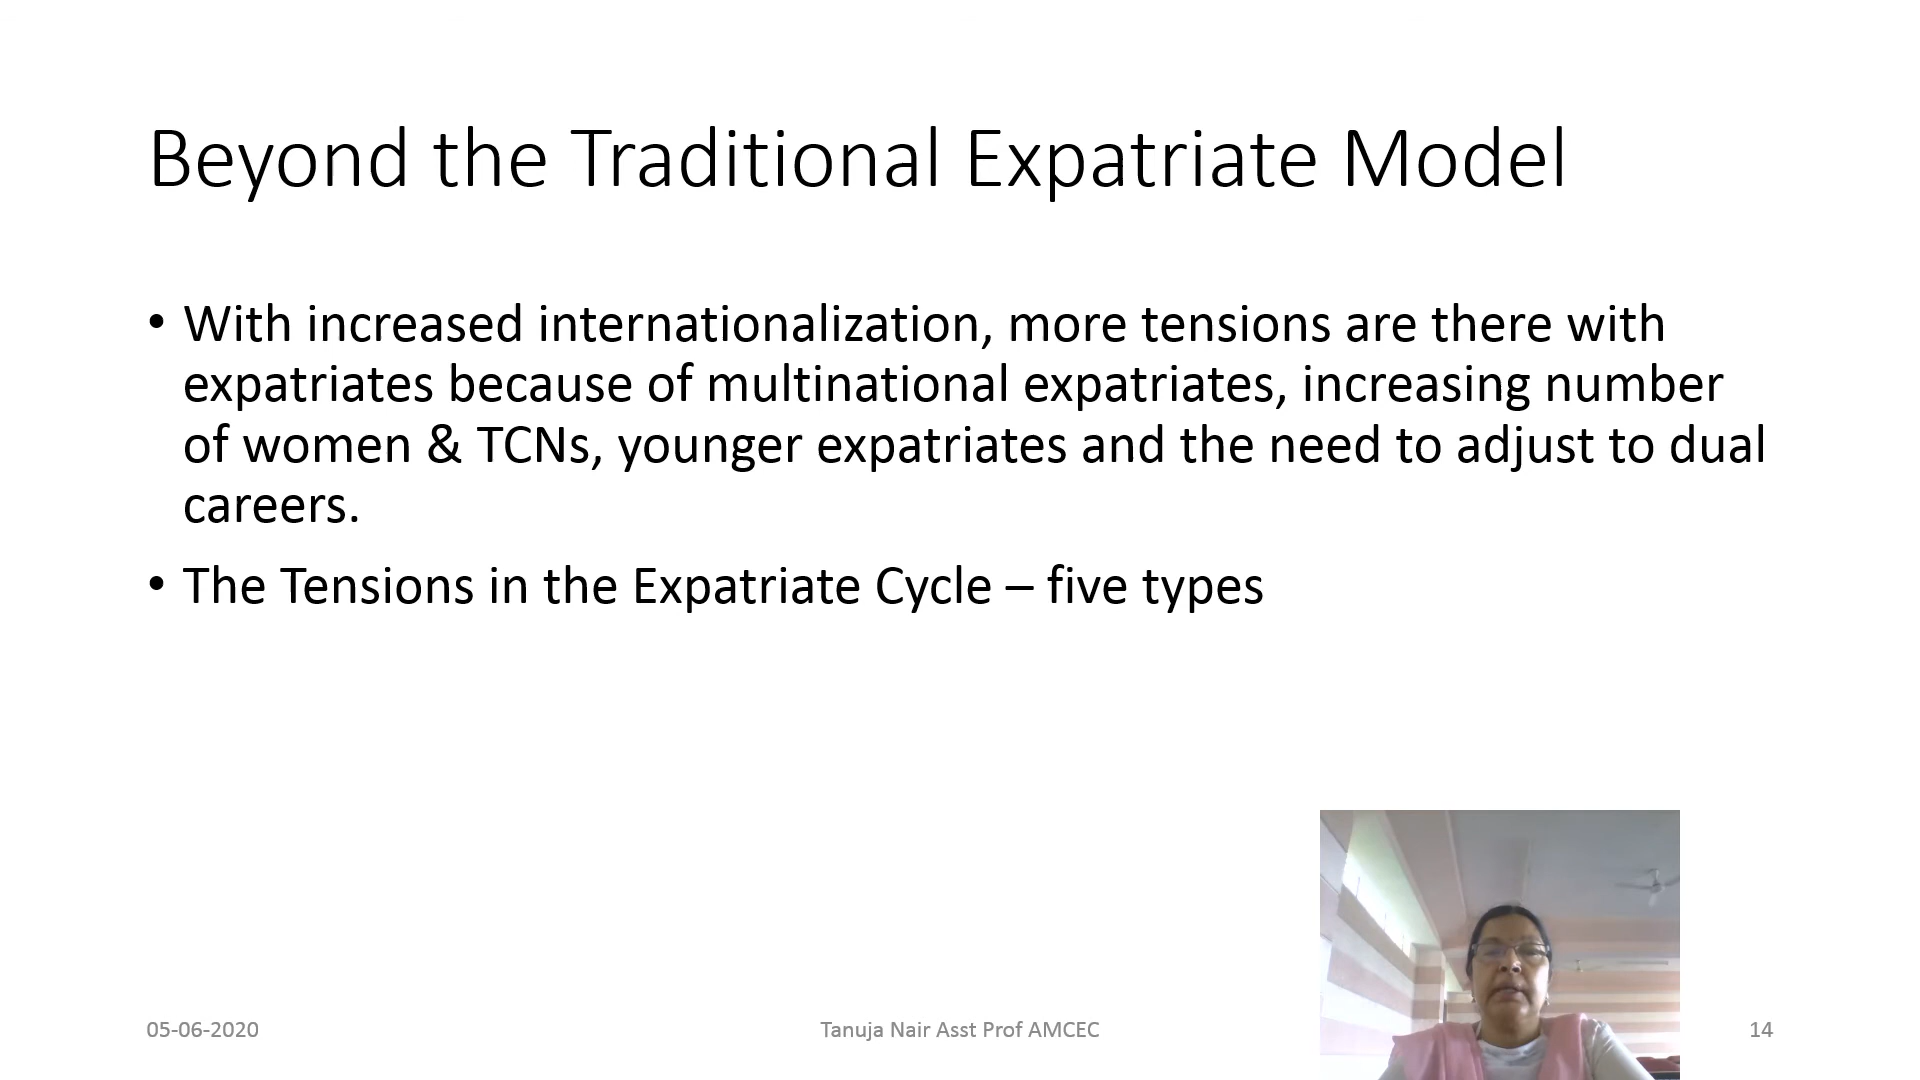 Beyond the Traditional Expatriate Model
• With increased internationalization, more tensions are there with
expatriates because of multinational expatriates, increasing number
of women & TCNs, younger expatriates and the need to adjust to dual
careers.
• The Tensions in the Expatriate Cycle – five types
05-06-2020
Tanuja Nair Asst Prof AMCEC
14